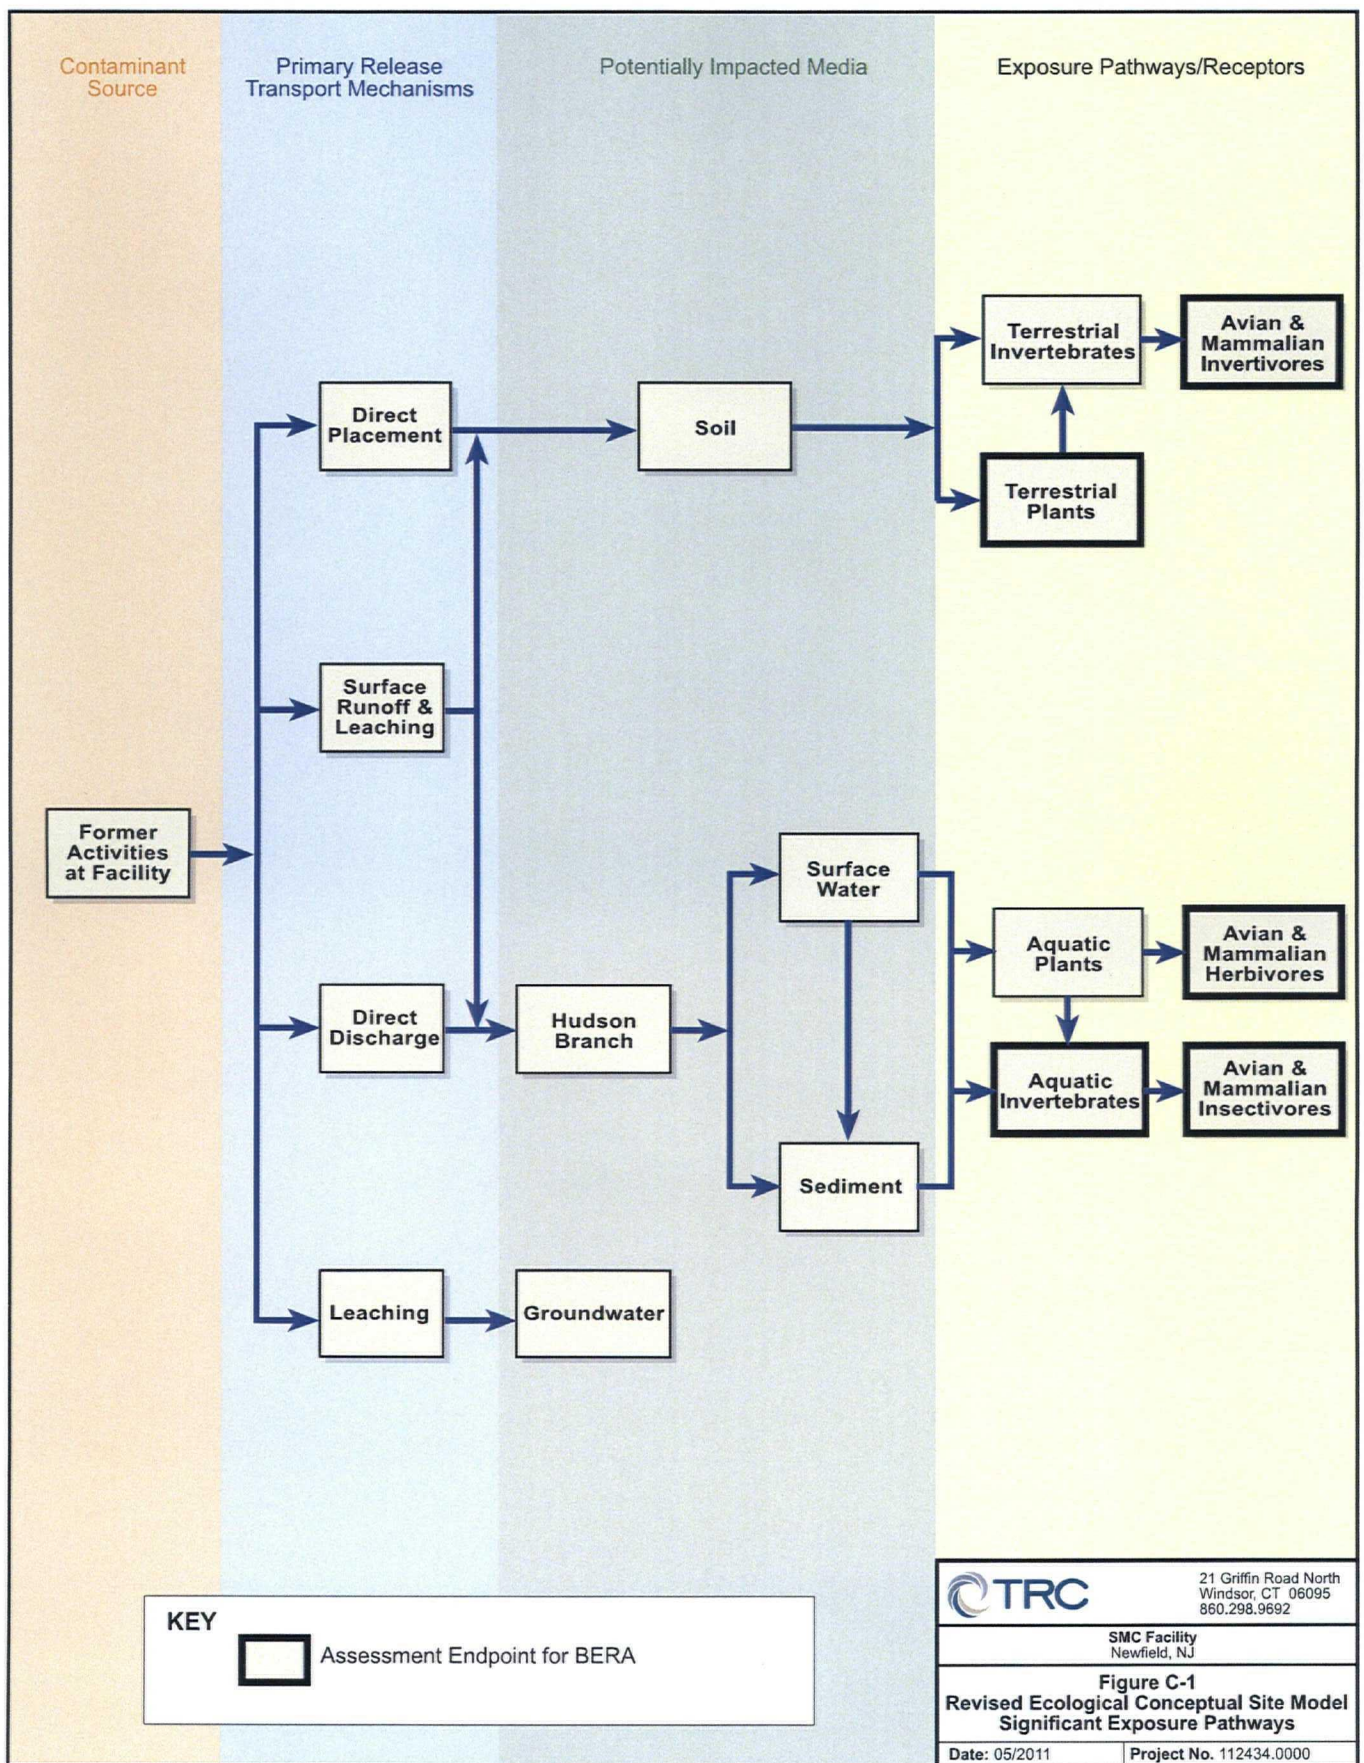 Contaminant
Source
Primary Release
Transport Mechanisms
Potentially Impacted Media
Exposure Pathways/Receptors
Terrestrial
Invertebrates
Avian &
Mammalian
Invertivores
Direct
Placement
Soil
Terrestrial
Plants
Surface
Runoff &
Leaching
Former
Activities
at Facility
Surface
Water
Aquatic
Plants
Avian &
Mammalian
Herbivores
Direct
Discharge
Hudson
Branch
Aquatic
Invertebrates
Avian &
Mammalian
Insectivores
Sediment
Leaching
Groundwater
KEY
Assessment Endpoint for BERA
TRC
21 Griffin Road North
Windsor, CT 06095
860.298.9692
SMC Facility
Newfield, NJ
Figure C-1
Revised Ecological Conceptual Site Model
Significant Exposure Pathways
Date: 05/2011
Project No. 112434.0000